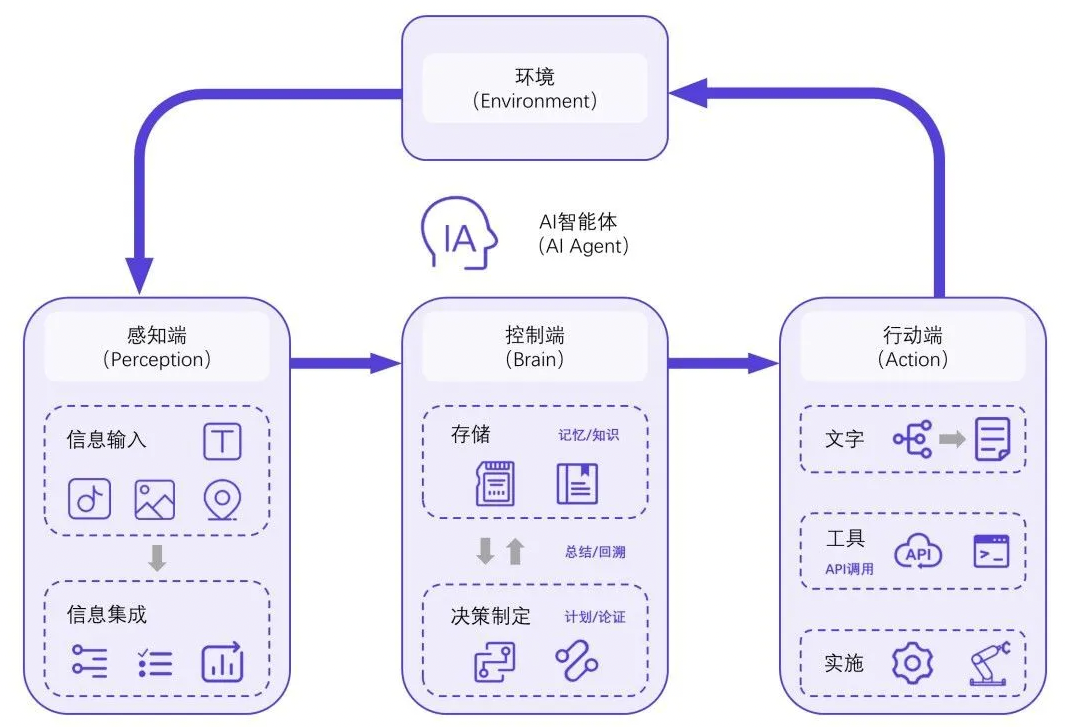 环境
（Environment）
IA
AI智能体
（AI Agent）
感知端
（Perception）
信息输入
T
信息集成
控制端
（Brain）
存储
记忆/知识
总结/回溯
决策制定
计划/论证
行动端
（Action）
文字
工具
API调用
API
>_
实施